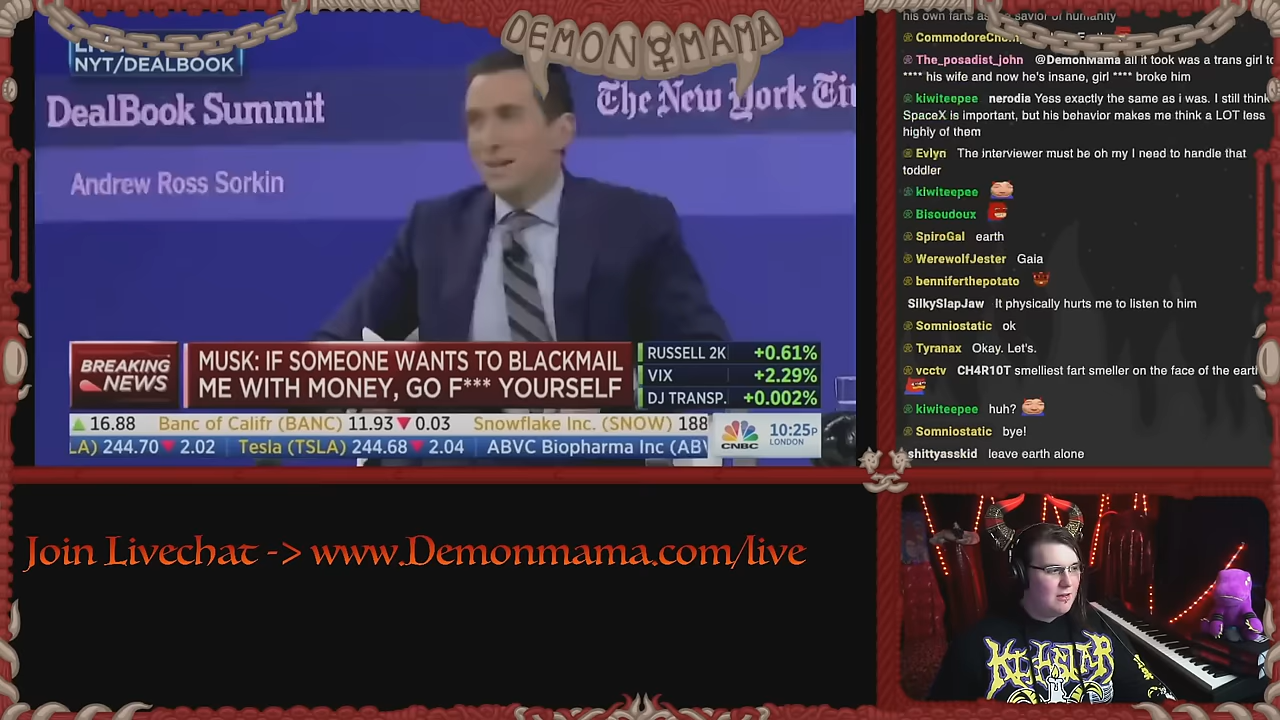 DEMON MAMA
NYT/DEALBOOK
DealBook Summit
The New York Tin
Andrew Ross Sorkin
BREAKING NEWS
MUSK: IF SOMEONE WANTS TO BLACKMAIL
ME WITH MONEY, GO F*** YOURSELF
RUSSELL 2K +0.61%
VIX +2.29%
DJ TRANSP. +0.002%
16.88 Banc of Califr (BANC) 11.93 0.03 Snowflake Inc. (SNOW) 188
LA) 244.70 2.02 Tesla (TSLA) 244.68 2.04 ABVC Biopharma Inc (ABV
CNBC
10:25P
LONDON
his own farts as savior of humanity
The_posadist_john @DemonMama all it took was a trans girl to
**** his wife and now he's insane, girl **** broke him
kiwiteepee nerodia Yess exactly the same as i was. I still think
SpaceX is important, but his behavior makes me think a LOT less
highly of them
Evlyn The interviewer must be oh my I need to handle that
toddler
kiwiteepee
Bisoudoux
SpiroGal earth
WerewolfJester Gaia
benniferthepotato
SilkySlapJaw It physically hurts me to listen to him
Somniostatic ok
Tyranax Okay. Let's.
vcctv CH4R10T smelliest fart smeller on the face of the earth
kiwiteepee huh?
Somniostatic bye!
shittyasskid leave earth alone
Join Livechat -> www.Demonmama.com/live